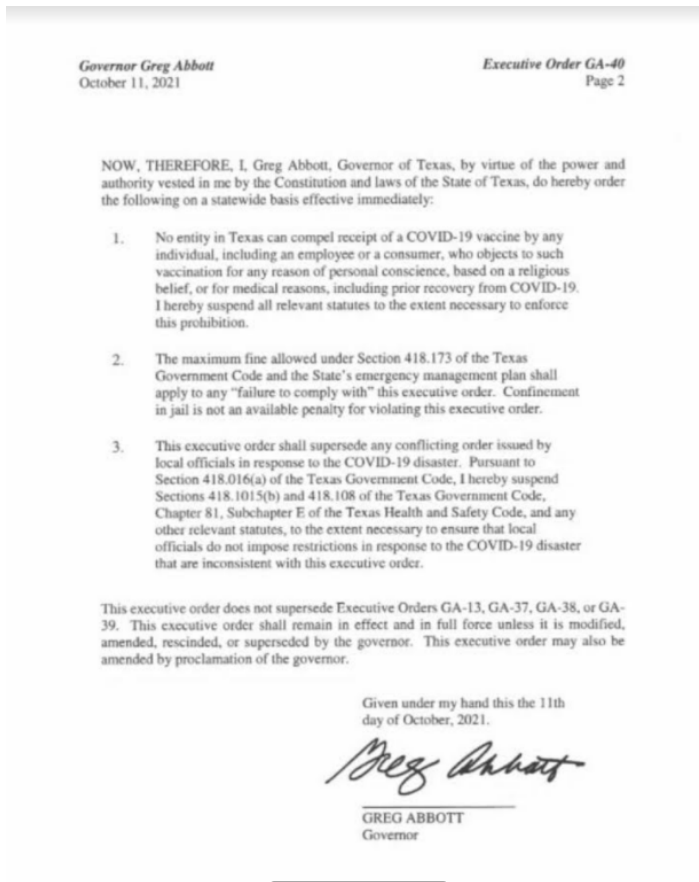 Governor Greg Abbott
October 11, 2021
Executive Order GA-40
Page 2
NOW, THEREFORE, I, Greg Abbott, Governor of Texas, by virtue of the power and
authority vested in me by the Constitution and laws of the State of Texas, do hereby order
the following on a statewide basis effective immediately:
1. No entity in Texas can compel receipt of a COVID-19 vaccine by any
individual, including an employee or a consumer, who objects to such
vaccination for any reason of personal conscience, based on a religious
belief, or for medical reasons, including prior recovery from COVID-19.
I hereby suspend all relevant statutes to the extent necessary to enforce
this prohibition.
2. The maximum fine allowed under Section 418.173 of the Texas
Government Code and the State's emergency management plan shall
apply to any “failure to comply with” this executive order. Confinement
in jail is not an available penalty for violating this executive order.
3. This executive order shall supersede any conflicting order issued by
local officials in response to the COVID-19 disaster. Pursuant to
Section 418.016(a) of the Texas Government Code, I hereby suspend
Sections 418.1015(b) and 418.108 of the Texas Government Code,
Chapter 81, Subchapter E of the Texas Health and Safety Code, and any
other relevant statutes, to the extent necessary to ensure that local
officials do not impose restrictions in response to the COVID-19 disaster
that are inconsistent with this executive order.
This executive order does not supersede Executive Orders GA-13, GA-37, GA-38, or GA-
39. This executive order shall remain in effect and in full force unless it is modified,
amended, rescinded, or superseded by the governor. This executive order may also be
amended by proclamation of the governor.
Given under my hand this the 11th
day of October, 2021.
Greg Abbott
GREG ABBOTT
Governor